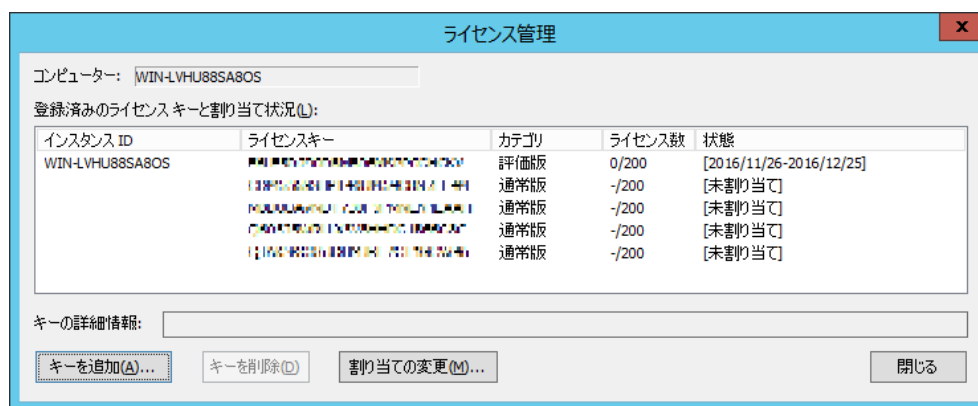 ライセンス管理
x
コンピューター: WIN-LVHU88SA8OS
登録済みのライセンス キーと割り当て状況(L):
インスタンス ID ライセンスキー カテゴリ ライセンス数 状態
WIN-LVHU88SA8OS 評価版 0/200 [2016/11/26-2016/12/25]
通常版 -/200 [未割り当て]
通常版 -/200 [未割り当て]
通常版 -/200 [未割り当て]
通常版 -/200 [未割り当て]
キーの詳細情報:
キーを追加(A)... キーを削除(D) 割り当ての変更(M)... 閉じる